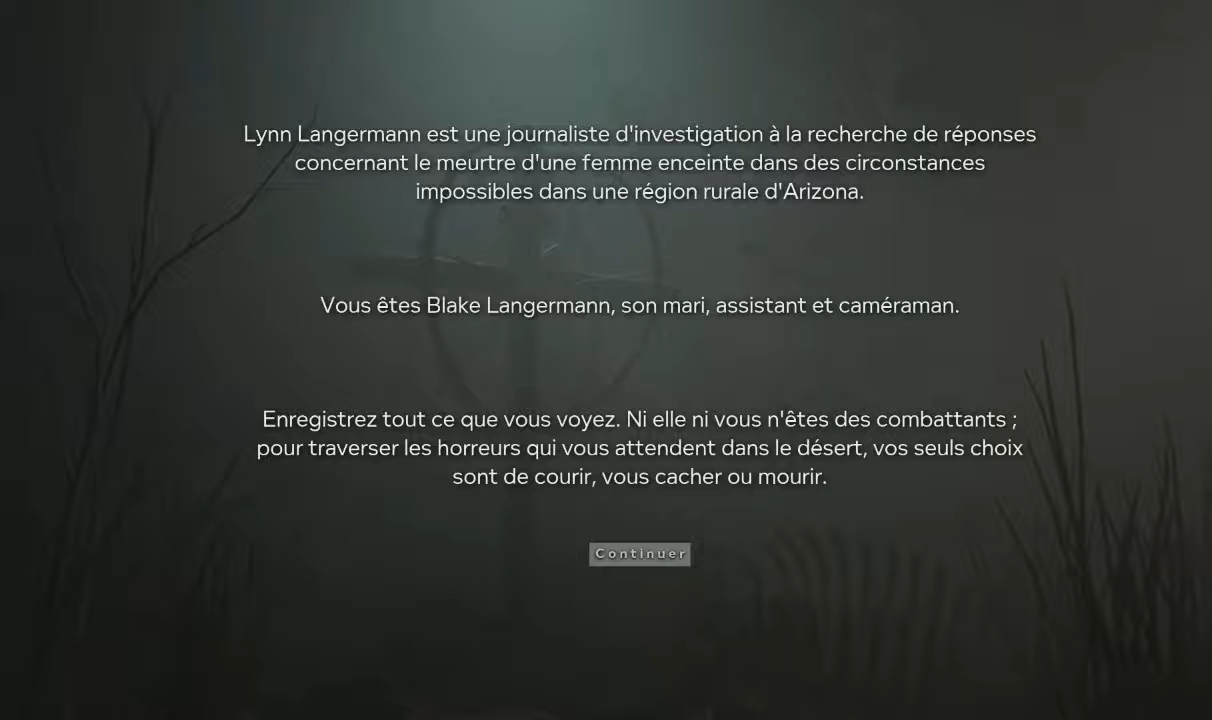 Lynn Langermann est une journaliste d'investigation à la recherche de réponses
concernant le meurtre d'une femme enceinte dans des circonstances
impossibles dans une région rurale d'Arizona.
Vous êtes Blake Langermann, son mari, assistant et caméraman.
Enregistrez tout ce que vous voyez. Ni elle ni vous n'êtes des combattants ;
pour traverser les horreurs qui vous attendent dans le désert, vos seuls choix
sont de courir, vous cacher ou mourir.
Continuer